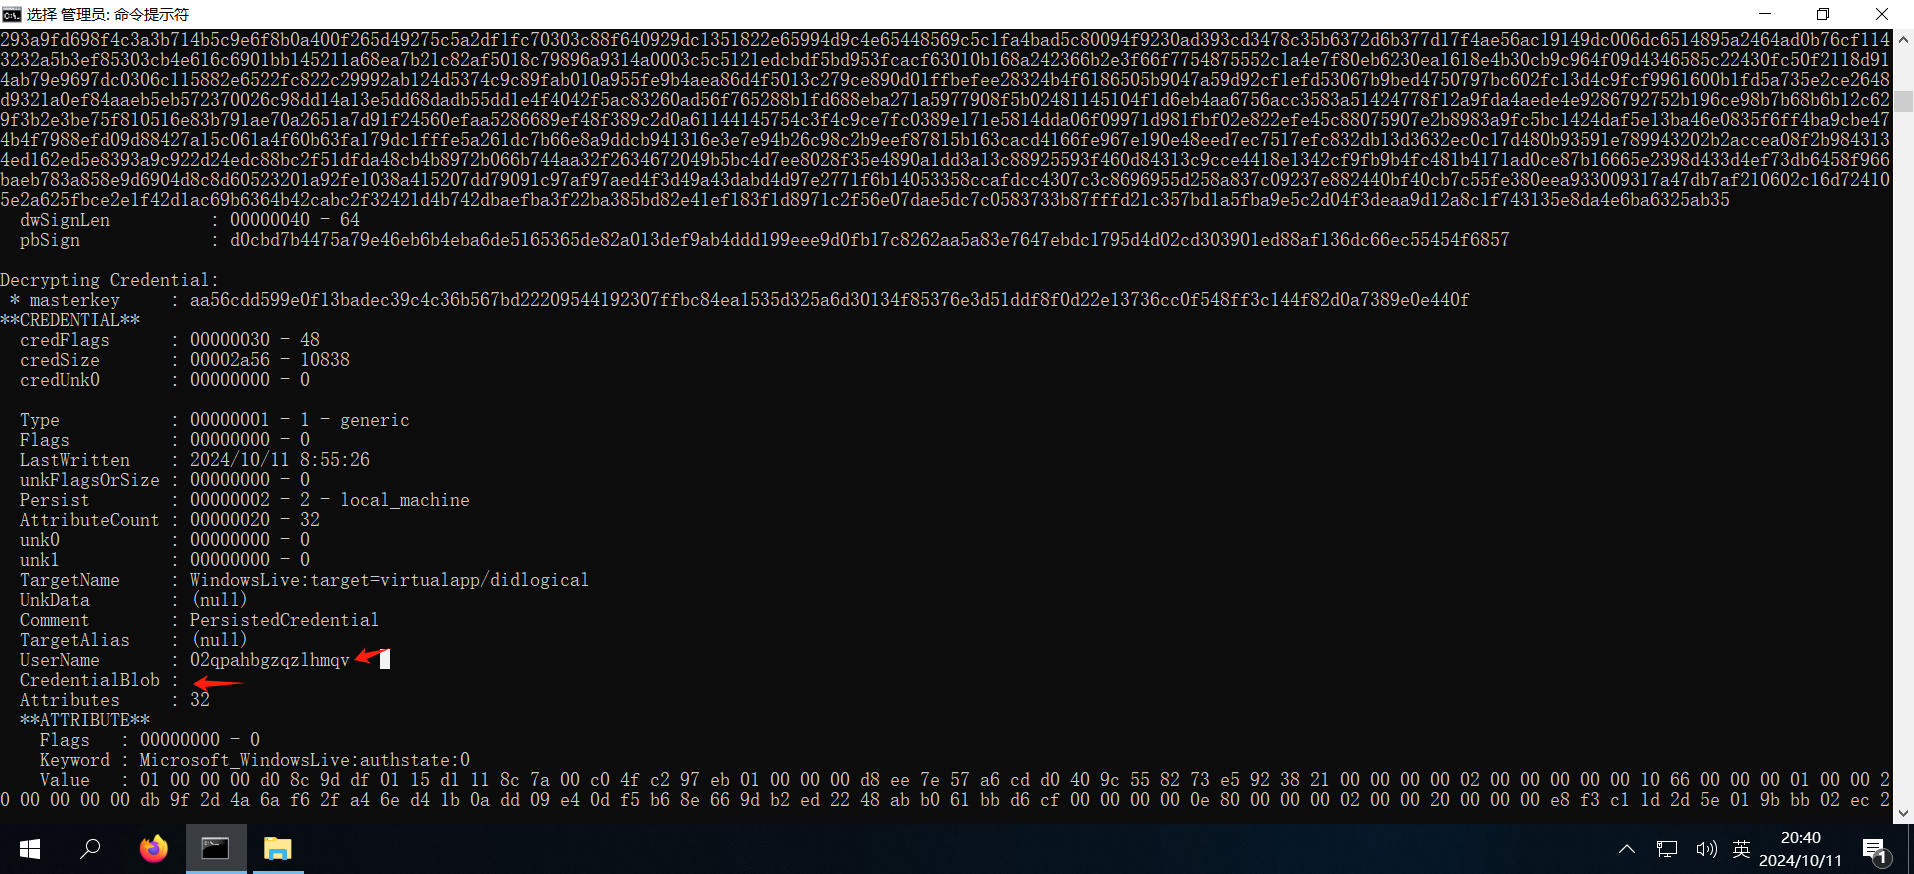 选择 管理员: 命令提示符
293a9fd698f4c3a3b714b5c9e6f8b0a400f265d49275c5a2df1fc70303c88f640929dc1351822e65994d9c4e65448569c5c1fa4bad5c80094f9230ad393cd3478c35b6372d6b377d17f4ae56ac19149dc006dc6514895a2464ad0b76cf114
3232a5b3ef85303cb4e616c6901bb145211a68ea7b21c82af5018c79896a9314a0003c5c5121edcbdf5bd953fcacf63010b168a242366b2e3f66f7754875552c1a4e7f80eb6230ea1618e4b30cb9c964f09d4346585c22430fc50f2118d91
4ab79e9697dc0306c115882e6522fc822c29992ab124d5374c9c89fab010a955fe9b4aea86d4f5013c279ce890d01ffbefee28324b4f6186505b9047a59d92cf1efd53067b9bed4750797bc602fc13d4c9fcf9961600b1fd5a735e2ce2648
d9321a0ef84aaeb5eb572370026c98dd14a13e5dd68dadb55dd1e4f4042f5ac83260ad56f765288b1fd688eba271a5977908f5b02481145104f1d6eb4aa6756acc3583a51424778f12a9fda4aede4e9286792752b196ce98b7b68b6b12c62
9f3b2e3be75f810516e83b791ae70a2651a7d91f24560efaa5286689ef48f389c2d0a61144145754c3f4c9ce7fc0389e171e5814dda06f09971d981fbf02e822efe45c88075907e2b8983a9fc5bc1424daf5e13ba46e0835f6ff4ba9cbe47
4b4f7988efd09d88427a15c061a4f60b63fa179dc1fffe5a261dc7b66e8a9ddcb941316e3e7e94b26c98c2b9eef87815b163cacd4166fe967e190e48eed7ec7517efc832db13d3632ec0c17d480b93591e789943202b2accea08f2b984313
4ed162ed5e8393a9c922d24edc88bc2f51dfda48cb4b8972b066b744aa32f2634672049b5bc4d7ee8028f35e4890a1dd3a13c88925593f460d84313c9cce4418e1342cf9fb9b4fc481b4171ad0ce87b16665e2398d433d4ef73db6458f966
baeb783a858e9d6904d8c8d60523201a92fe1038a415207dd79091c97af97aed4f3d49a43dabd4d97e2771f6b14053358ccafdcc4307c3c8696955d258a837c09237e882440bf40cb7c55fe380eea933009317a47db7af210602c16d72410
5e2a625fbce2e1f42d1ac69b6364b42cabc2f32421d4b742dbaefba3f22ba385bd82e41ef183f1d8971c2f56e07dae5dc7c0583733b87fffd21c357bd1a5fba9e5c2d04f3deaa9d12a8c1f743135e8da4e6ba6325ab35
dwSignLen : 00000040 - 64
pbSign : d0cbd7b4475a79e46eb6b4eba6de5165365de82a013def9ab4ddd199eee9d0fb17c8262aa5a83e7647ebdc1795d4d02cd303901ed88af136dc66ec55454f6857
Decrypting Credential:
* masterkey : aa56cdd599e0f13badec39c4c36b567bd22209544192307ffbc84ea1535d325a6d30134f85376e3d51ddf8f0d22e13736cc0f548ff3c144f82d0a7389e0e440f
**CREDENTIAL**
credFlags : 00000030 - 48
credSize : 00002a56 - 10838
credUnk0 : 00000000 - 0
Type : 00000001 - 1 - generic
Flags : 00000000 - 0
LastWritten : 2024/10/11 8:55:26
unkFlagsOrSize : 00000000 - 0
Persist : 00000002 - 2 - local_machine
AttributeCount : 00000020 - 32
unk0 : 00000000 - 0
unk1 : 00000000 - 0
TargetName : WindowsLive:target=virtualapp/didlogical
UnkData : (null)
Comment : PersistedCredential
TargetAlias : (null)
UserName : 02qpahbgzqzlhmqv
CredentialBlob :
Attributes : 32
**ATTRIBUTE**
Flags : 00000000 - 0
Keyword : Microsoft_WindowsLive:authstate:0
Value : 01 00 00 00 d0 8c 9d df 01 15 d1 11 8c 7a 00 c0 4f c2 97 eb 01 00 00 00 d8 ee 7e 57 a6 cd d0 40 9c 55 82 73 e5 92 38 21 00 00 00 00 02 00 00 00 00 00 10 66 00 00 00 01 00 00 2
0 00 00 00 00 db 9f 2d 4a 6a f6 2f a4 6e d4 1b 0a dd 09 e4 0d f5 b6 8e 66 9d b2 ed 22 48 ab b0 61 bb d6 cf 00 00 00 00 0e 80 00 00 00 02 00 00 20 00 00 00 e8 f3 c1 1d 2d 5e 01 9b bb 02 ec 2
英
20:40
2024/10/11
1